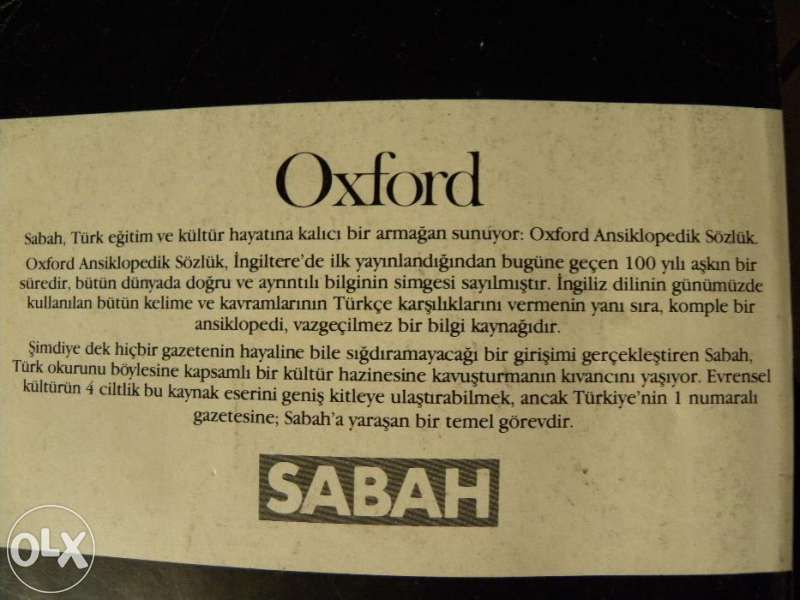 Oxford
Sabah, Türk eğitim ve kültür hayatına kalıcı bir armağan sunuyor: Oxford Ansiklopedik Sözlük.
Oxford Ansiklopedik Sözlük, İngiltere'de ilk yayınlandığından bugüne geçen 100 yılı aşkın bir
süredir, bütün dünyada doğru ve ayrıntılı bilginin simgesi sayılmıştır. İngiliz dilinin günümüzde
kullanılan bütün kelime ve kavramlarının Türkçe karşılıklarını vermenin yanı sıra, komple bir
ansiklopedi, vazgeçilmez bir bilgi kaynağıdır.
Şimdiye dek hiçbir gazetenin hayaline bile sığdıramayacağı bir girişimi gerçekleştiren Sabah,
Türk okurunu böylesine kapsamlı bir kültür hazinesine kavuşturmanın kıvancını yaşıyor. Evrensel
kültürün 4 ciltlik bu kaynak eserini geniş kitleye ulaştırabilmek, ancak Türkiye'nin 1 numaralı
gazetesine; Sabah'a yaraşan bir temel görevdir.
SABAH
OLX